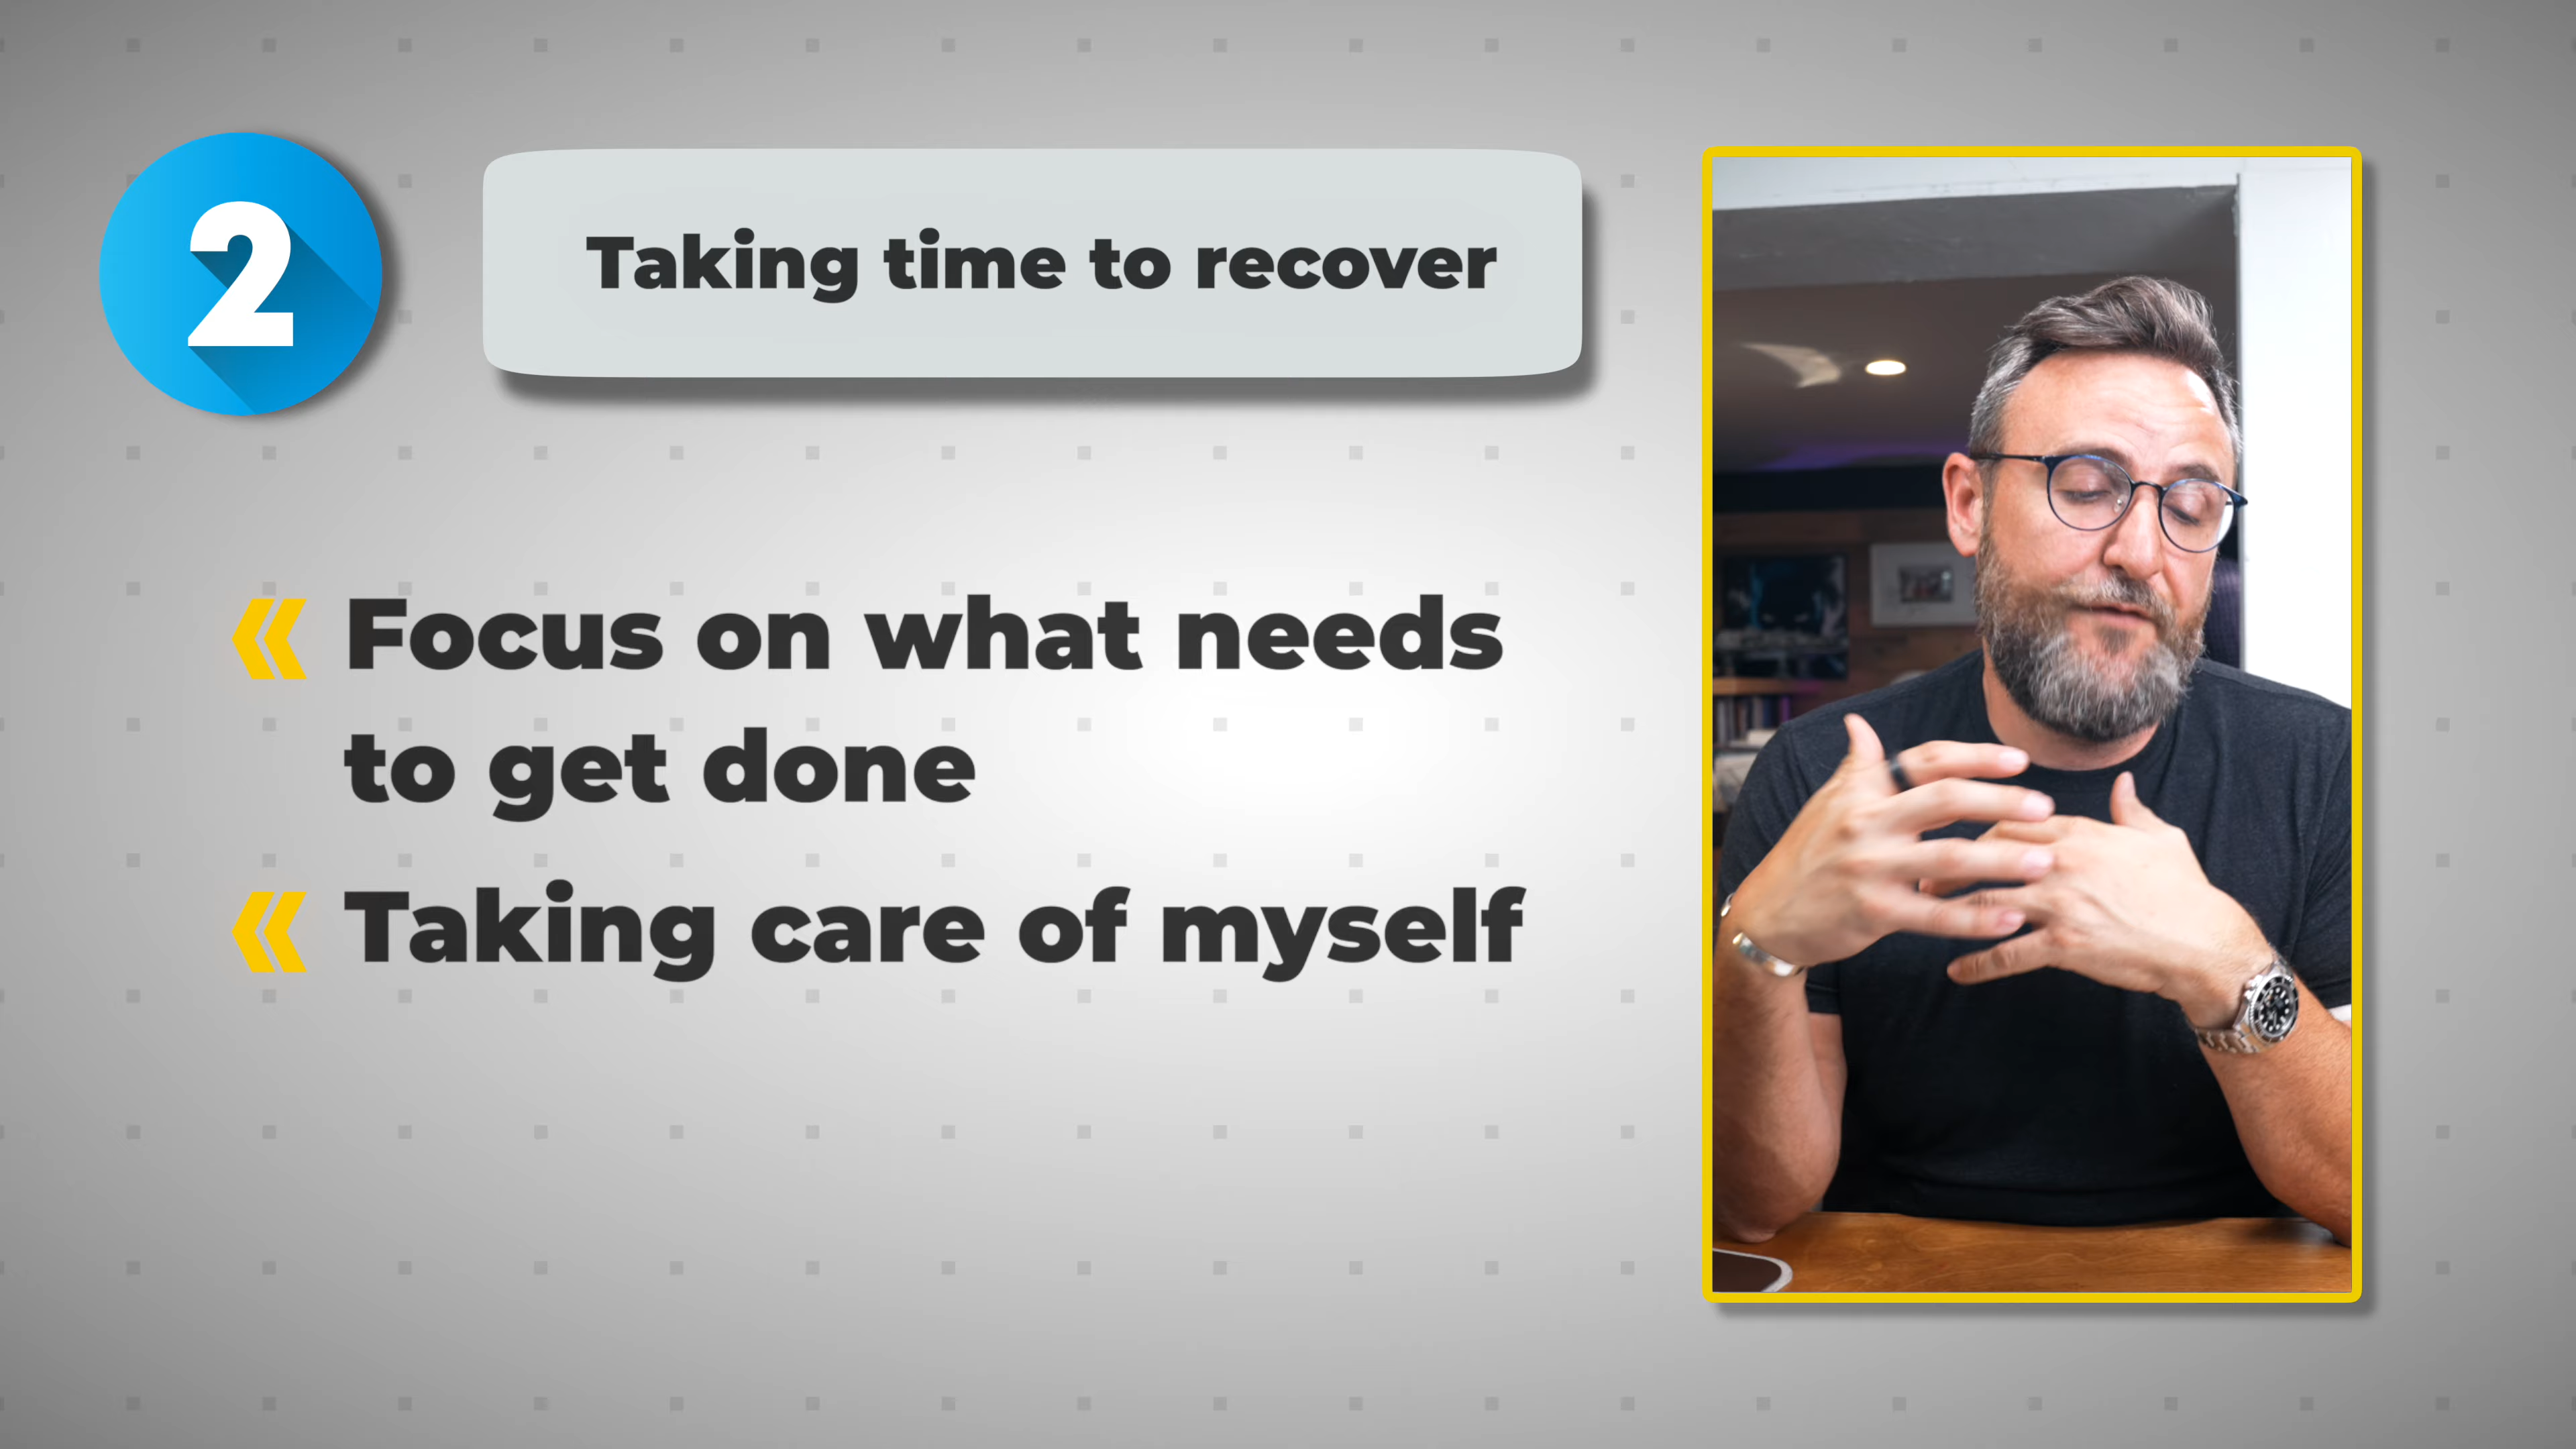 2
Taking time to recover
« Focus on what needs
to get done
« Taking care of myself